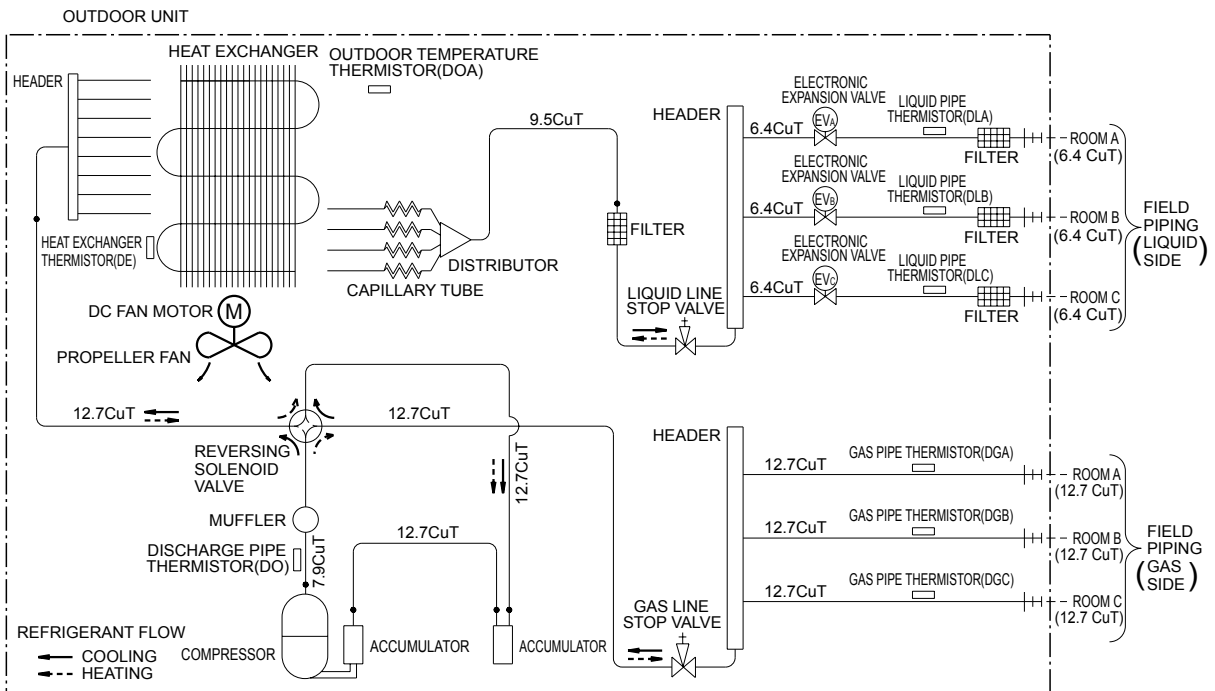 OUTDOOR UNIT
HEAT EXCHANGER
OUTDOOR TEMPERATURE
THERMISTOR(DOA)
HEADER
HEAT EXCHANGER
THERMISTOR(DE)
CAPILLARY TUBE
DISTRIBUTOR
9.5CuT
FILTER
LIQUID LINE
STOP VALVE
HEADER
ELECTRONIC
EXPANSION VALVE
EVA
6.4CuT
LIQUID PIPE
THERMISTOR(DLA)
FILTER
ROOM A
(6.4 CuT)
ELECTRONIC
EXPANSION VALVE
EVB
6.4CuT
LIQUID PIPE
THERMISTOR(DLB)
FILTER
ROOM B
(6.4 CuT)
ELECTRONIC
EXPANSION VALVE
EVC
6.4CuT
LIQUID PIPE
THERMISTOR(DLC)
FILTER
ROOM C
(6.4 CuT)
FIELD
PIPING
(LIQUID
SIDE)
DC FAN MOTOR
M
PROPELLER FAN
12.7CuT
12.7CuT
REVERSING
SOLENOID
VALVE
12.7CuT
MUFFLER
DISCHARGE PIPE
THERMISTOR(DO)
7.9CuT
12.7CuT
COMPRESSOR
ACCUMULATOR
ACCUMULATOR
REFRIGERANT FLOW
COOLING
HEATING
GAS LINE
STOP VALVE
HEADER
12.7CuT
GAS PIPE THERMISTOR(DGA)
ROOM A
(12.7 CuT)
12.7CuT
GAS PIPE THERMISTOR(DGB)
ROOM B
(12.7 CuT)
12.7CuT
GAS PIPE THERMISTOR(DGC)
ROOM C
(12.7 CuT)
FIELD
PIPING
(GAS
SIDE)